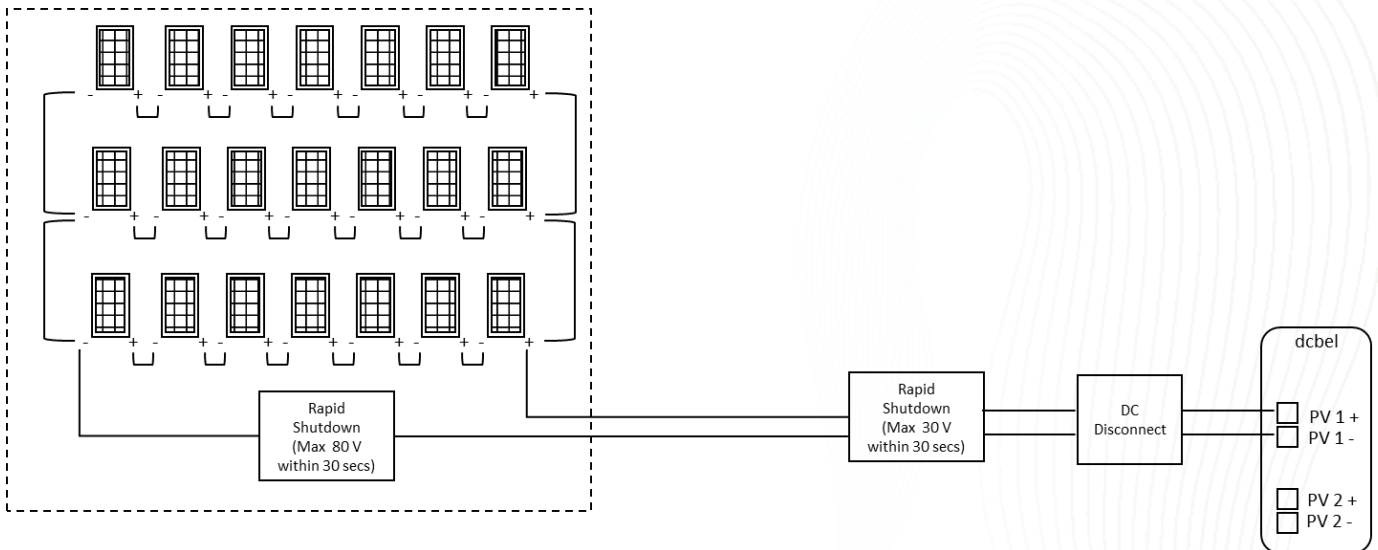 - + - + - + - + - + - + - +
- + - + - + - + - + - + - +
- + - + - + - + - + - + - +
Rapid
Shutdown
(Max 80 V
within 30 secs)
Rapid
Shutdown
(Max 30 V
within 30 secs)
DC
Disconnect
dcbel
PV 1 +
PV 1 -
PV 2 +
PV 2 -